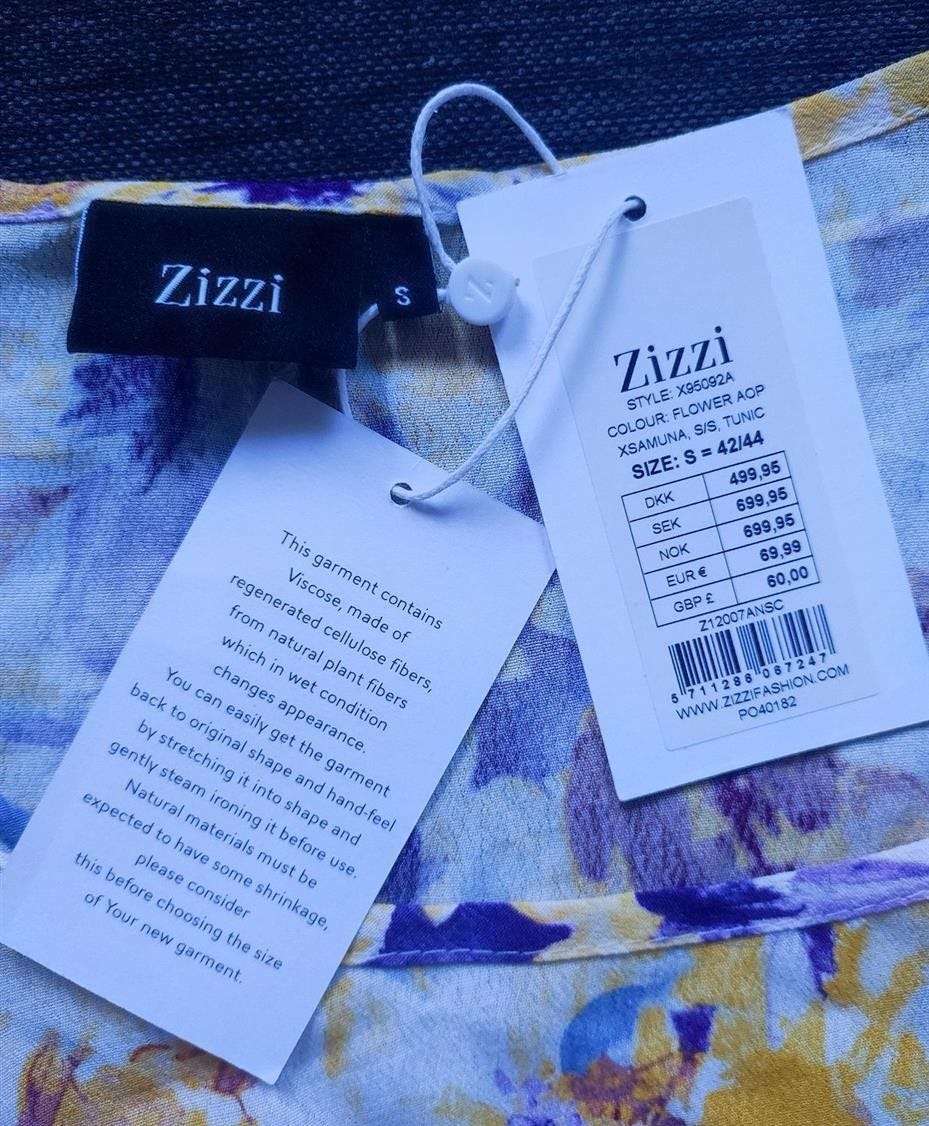 Zizzi
S
Z
Zizzi
STYLE: X95092A
COLOUR: FLOWER AOP
XSAMUNA, S/S, TUNIC
SIZE: S = 42/44
DKK 499,95
SEK 699,95
NOK 699,95
EUR € 69,99
GBP £ 60,00
Z12007ANSC
5 711286 067247
WWW.ZIZZIFASHION.COM
PO40182
This garment contains
Viscose, made of
regenerated cellulose fibers,
from natural plant fibers
which in wet condition
changes appearance.
You can easily get the garment
back to original shape and hand-feel
by stretching it into shape and
gently steam ironing it before use.
Natural materials must be
expected to have some shrinkage,
please consider
this before choosing the size
of Your new garment.